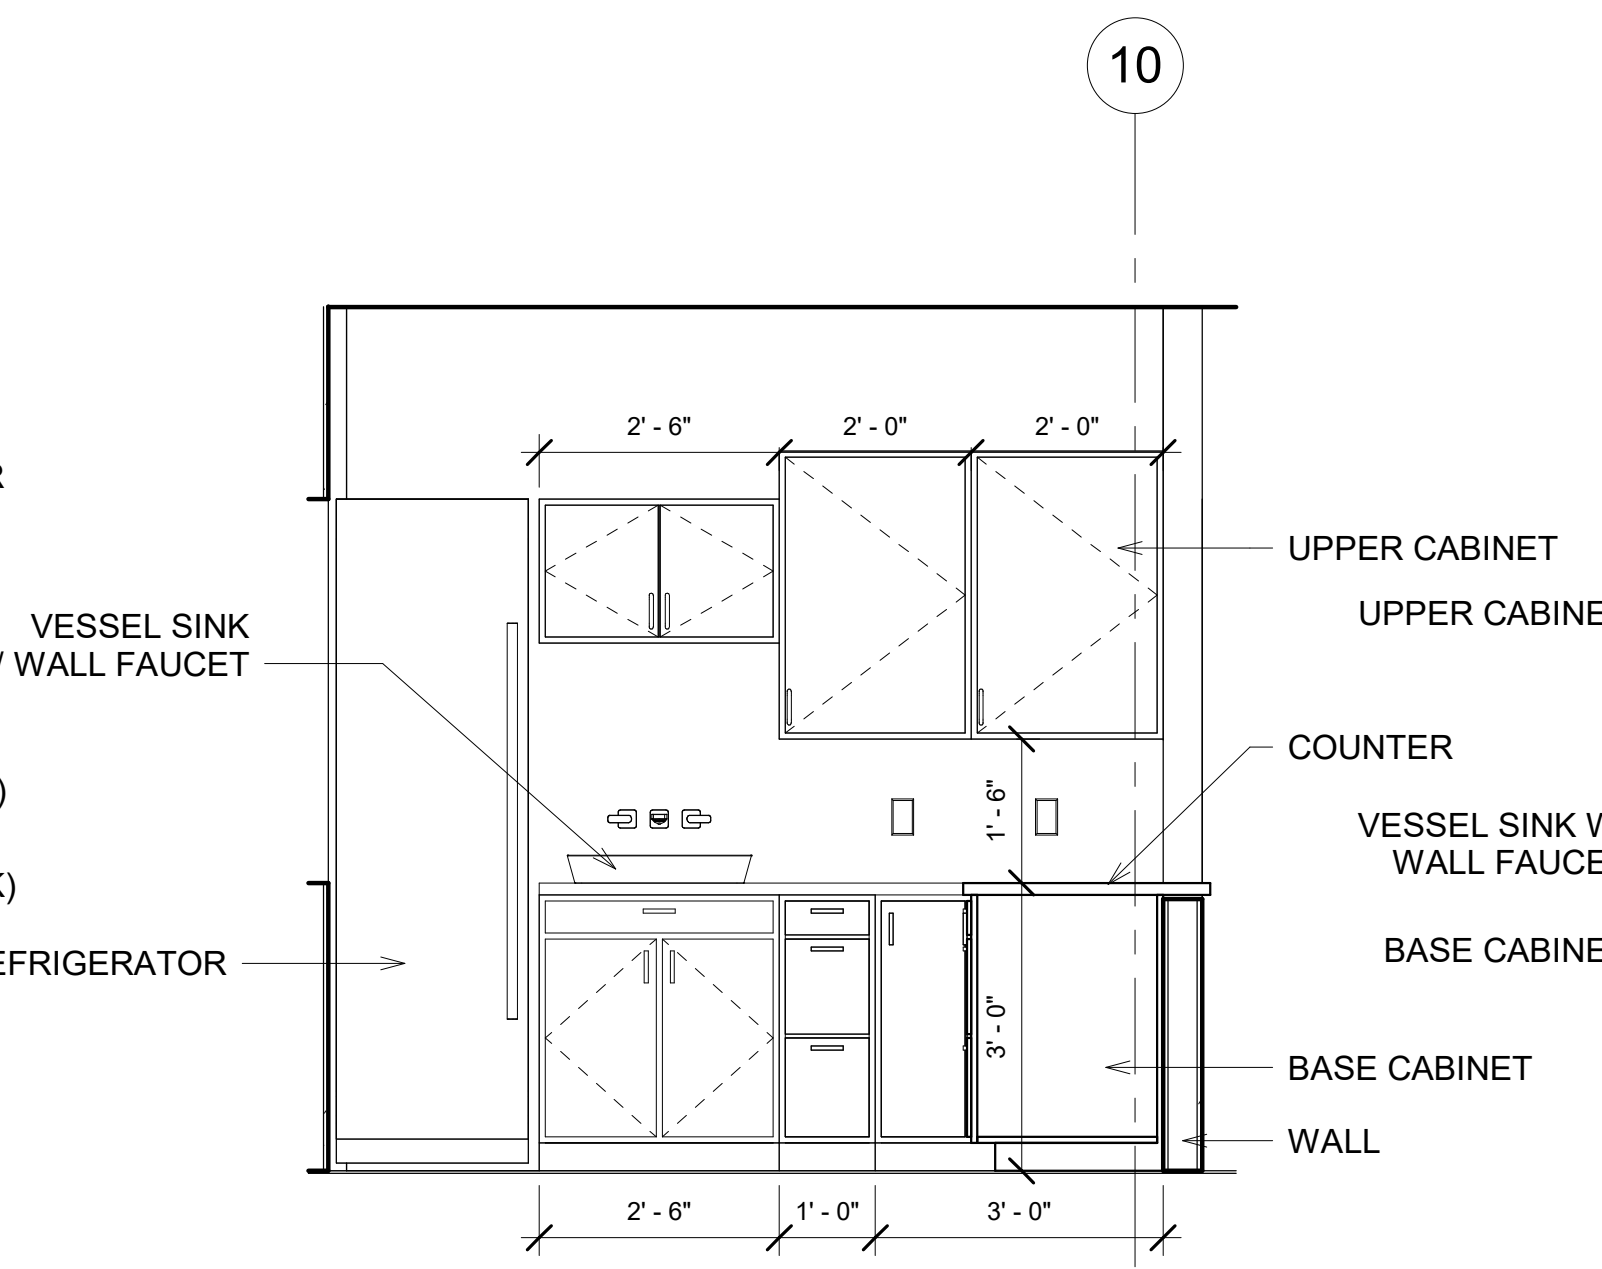 10
2' - 6"
2' - 0"
2' - 0"
R
UPPER CABINET
UPPER CABINE
VESSEL SINK
/ WALL FAUCET
COUNTER
)
1' - 6"
VESSEL SINK W
WALL FAUCE
K)
EFRIGERATOR
BASE CABINE
3' - 0"
BASE CABINET
WALL
2' - 6"
1' - 0"
3' - 0"